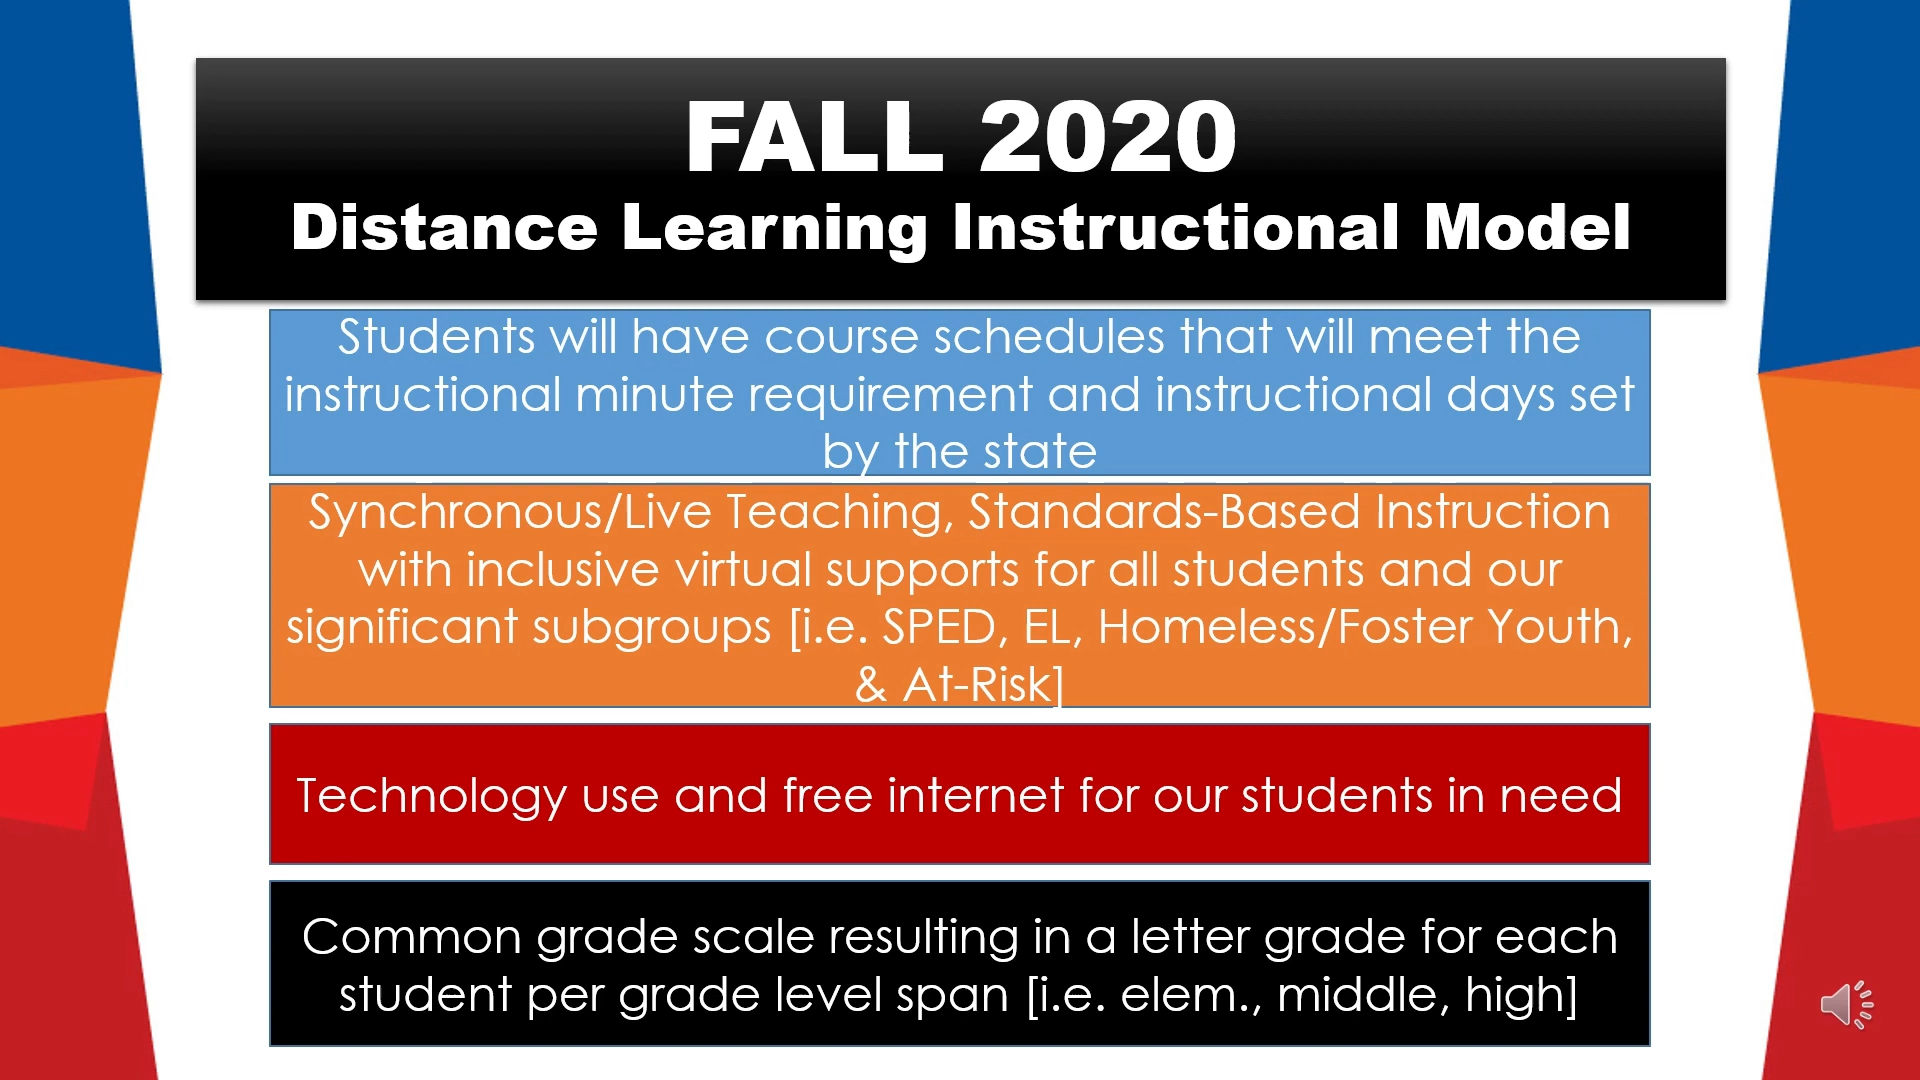 FALL 2020
Distance Learning Instructional Model
Students will have course schedules that will meet the
instructional minute requirement and instructional days set
by the state
Synchronous/Live Teaching, Standards-Based Instruction
with inclusive virtual supports for all students and our
significant subgroups [i.e. SPED, EL, Homeless/Foster Youth,
& At-Risk]
Technology use and free internet for our students in need
Common grade scale resulting in a letter grade for each
student per grade level span [i.e. elem., middle, high]